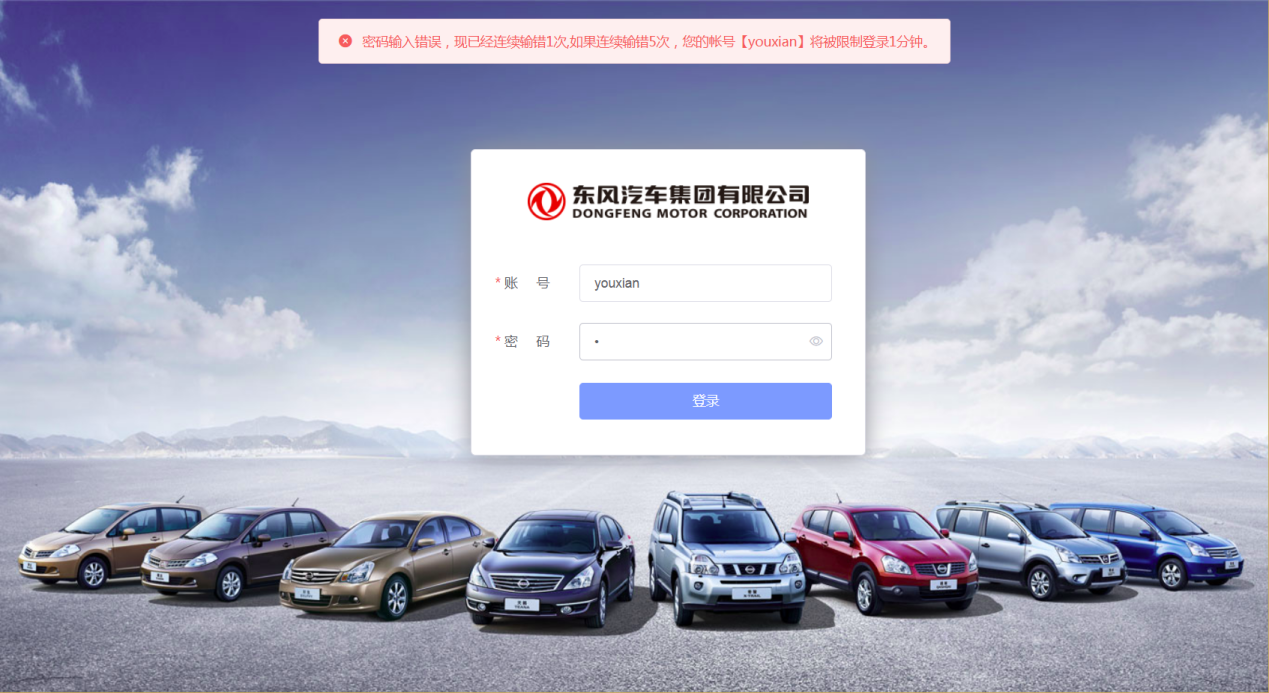 密码输入错误，现已经连续输错1次,如果连续输错5次，您的帐号【youxian】将被限制登录1分钟。
东风汽车集团有限公司
DONGFENG MOTOR CORPORATION
* 账 号
youxian
* 密 码
•
登录